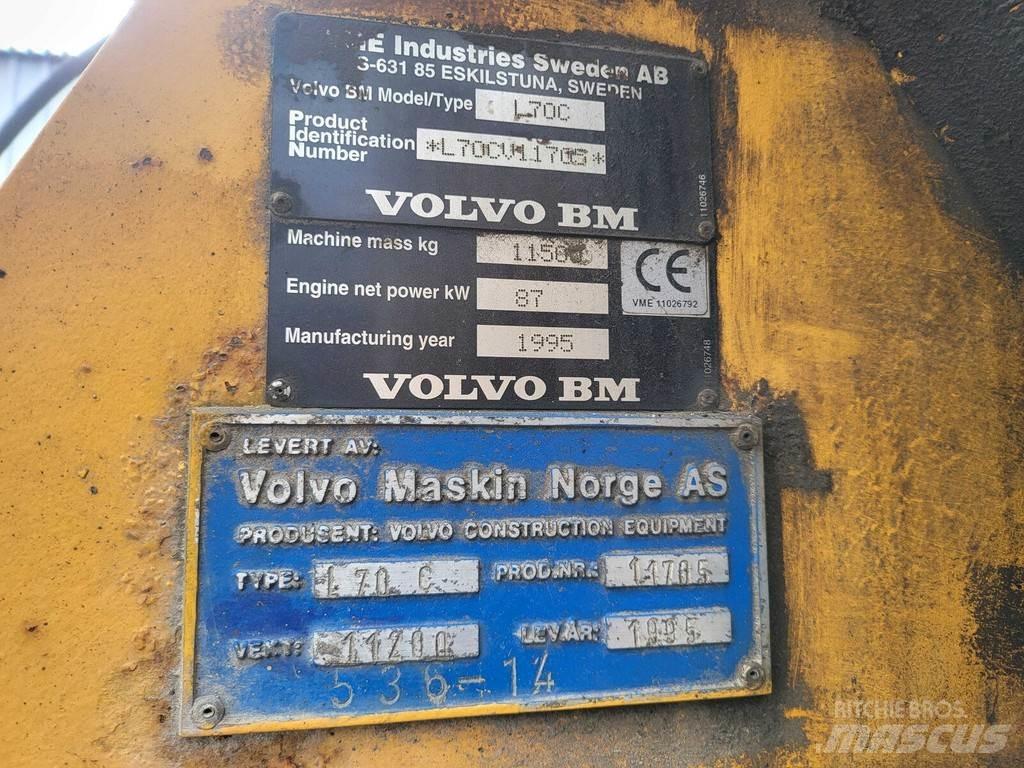 Industries Sweden AB
S-631 85 ESKILSTUNA, SWEDEN
Volvo BM Model/Type L70C
Product
Identification
Number *L70CV11705*
11026746
VOLVO BM
Machine mass kg
Engine net power kW 87
CE
VME 11026792
Manufacturing year 1995
026748
VOLVO BM
LEVERT AV:
Volvo Maskin Norge AS
PRODUSENT: VOLVO CONSTRUCTION EQUIPMENT
TYPE: L 70 C PROD.NR.: 11705
VEKT: 11200 LEV.ÅR: 1995
536-14
RITCHIE BROS.
MASCUS